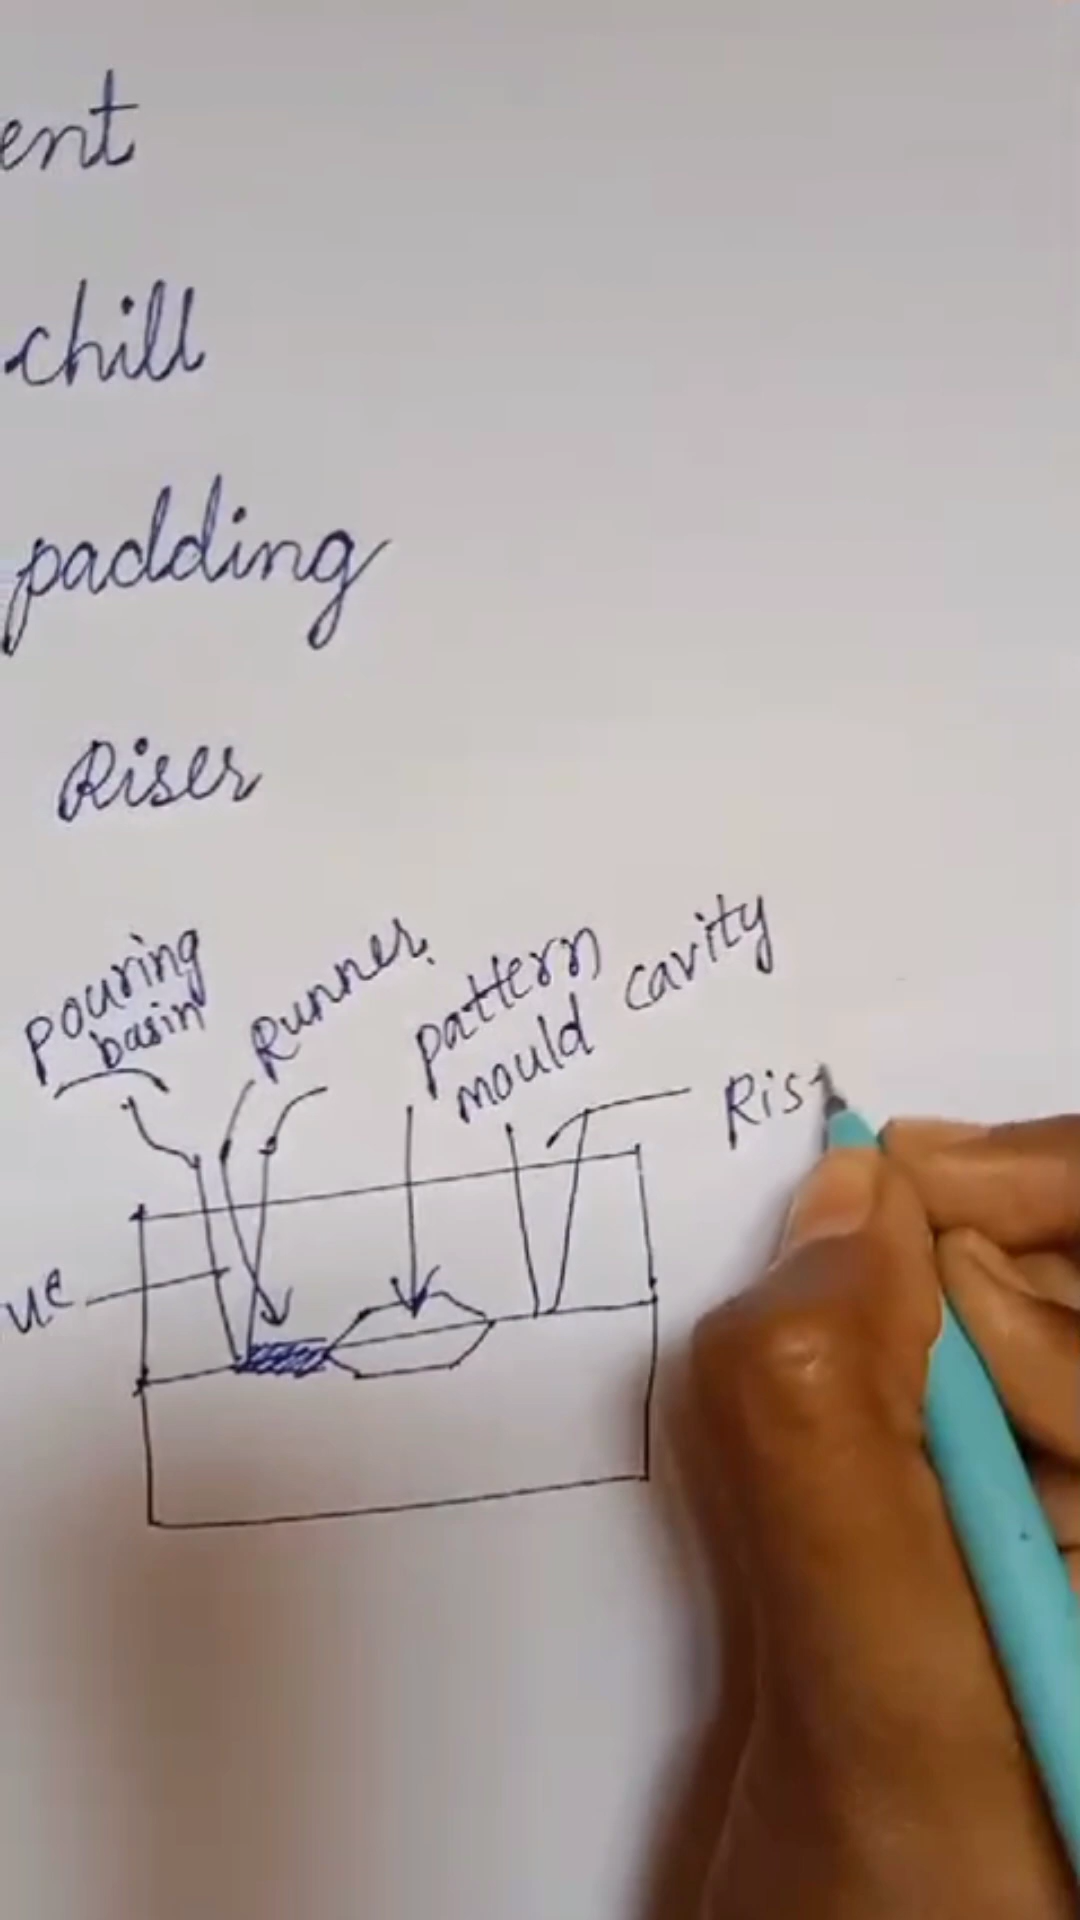 ent
chill
padding
Riser
pouring
basin
Runner.
pattern
mould cavity
Ris
ue